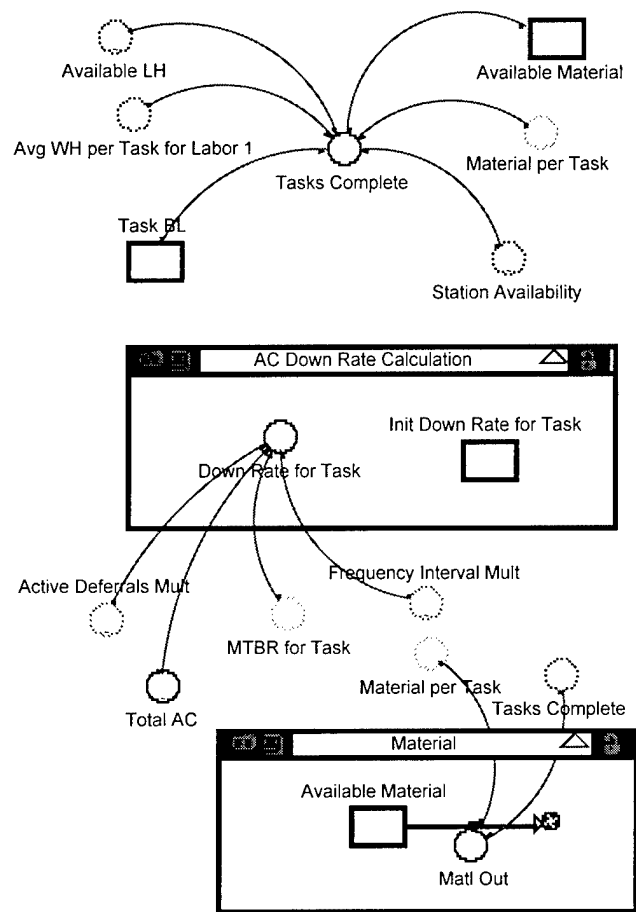 Available LH
Available Material
Avg WH per Task for Labor 1
Material per Task
Tasks Complete
Task BL
Station Availability
AC Down Rate Calculation
Init Down Rate for Task
Down Rate for Task
Frequency Interval Mult
Active Deferrals Mult
MTBR for Task
Material per Task
Tasks Complete
Total AC
Material
Available Material
Matl Out